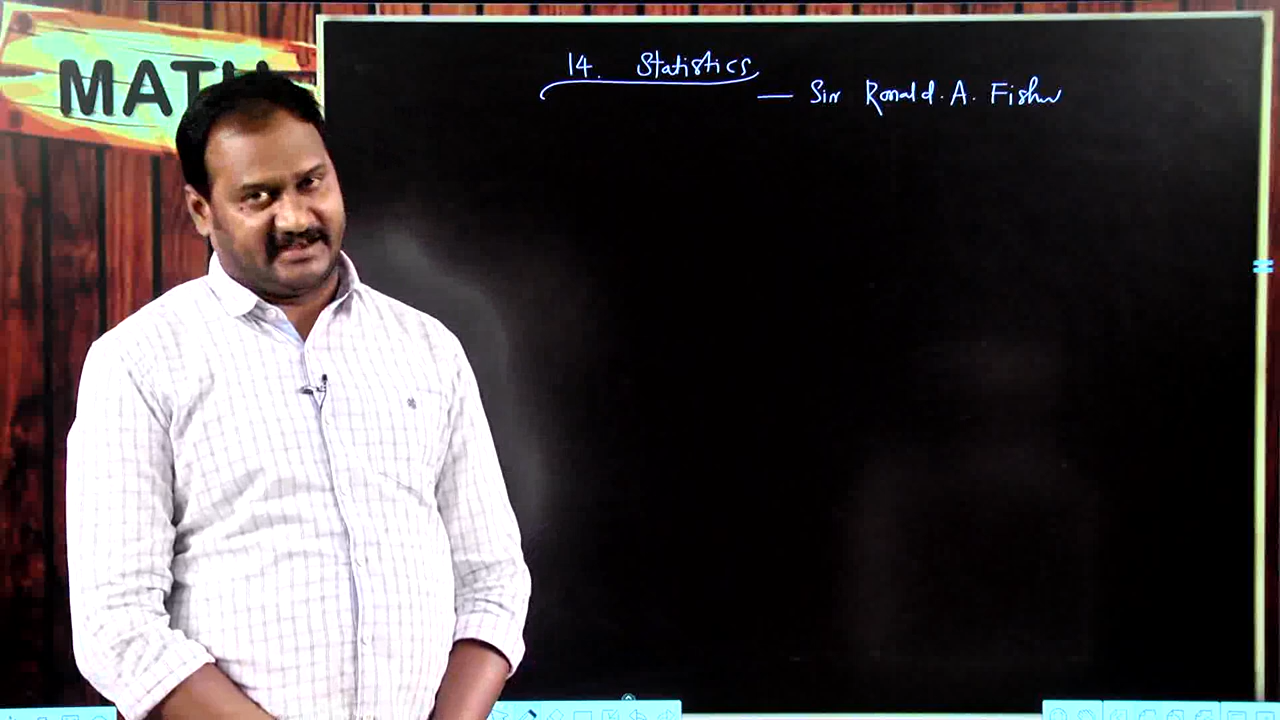 MATH
14. Statistics
— Sir Ronald. A. Fisher